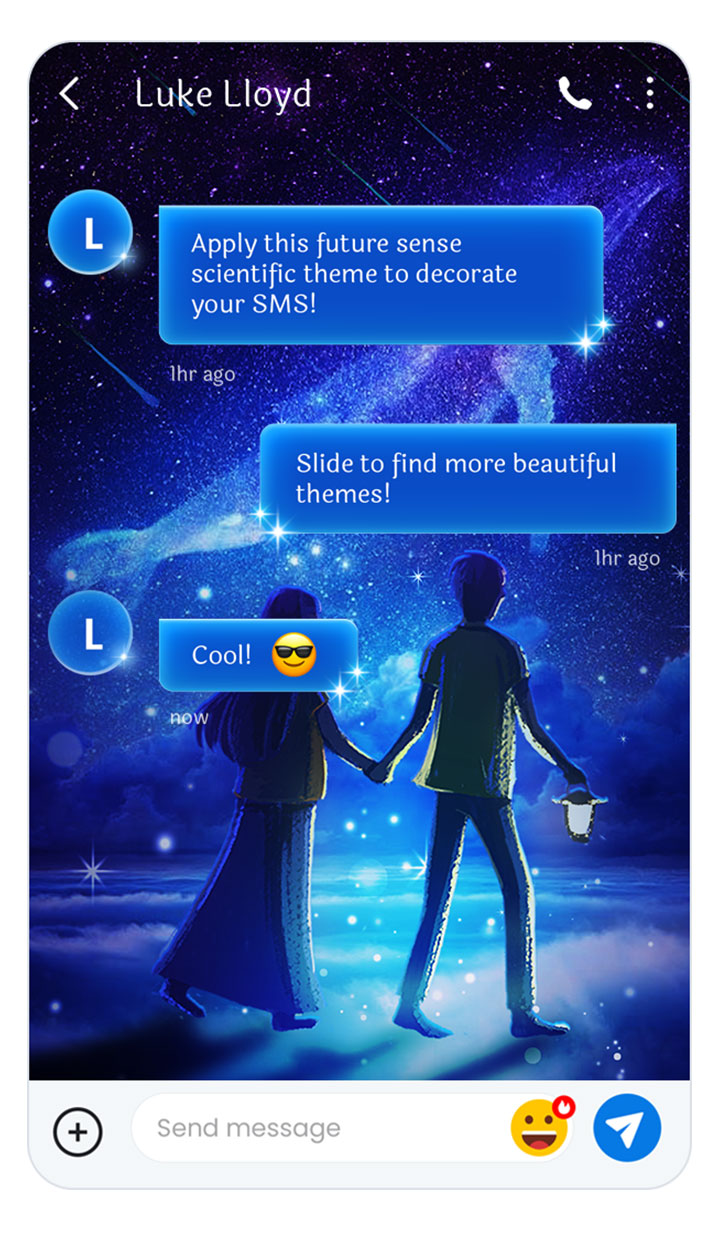 Luke Lloyd
L
Apply this future sense
scientific theme to decorate
your SMS!
1hr ago
Slide to find more beautiful
themes!
1hr ago
L
Cool! 😎
now
Send message